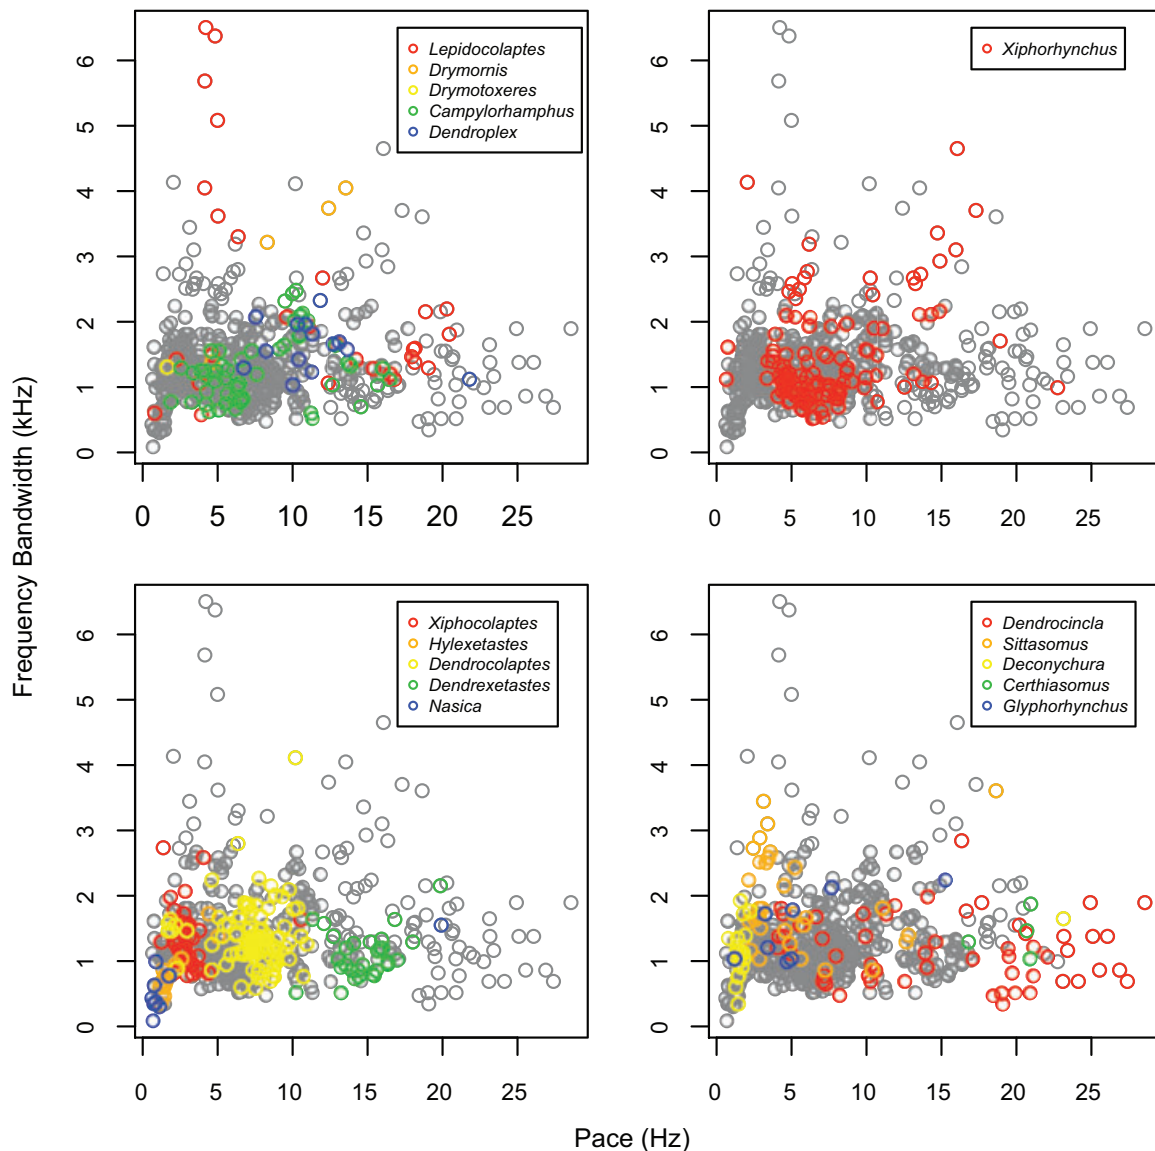 Lepidocolaptes
Drymornis
Drymotoxeres
Campylorhamphus
Dendroplex
0 1 2 3 4 5 6
0 5 10 15 20 25
Xiphorhynchus
0 1 2 3 4 5 6
0 5 10 15 20 25
Frequency Bandwidth (kHz)
Xiphocolaptes
Hylexetastes
Dendrocolaptes
Dendrexetastes
Nasica
0 1 2 3 4 5 6
0 5 10 15 20 25
Dendrocincla
Sittasomus
Deconychura
Certhiasomus
Glyphorhynchus
0 1 2 3 4 5 6
0 5 10 15 20 25
Pace (Hz)